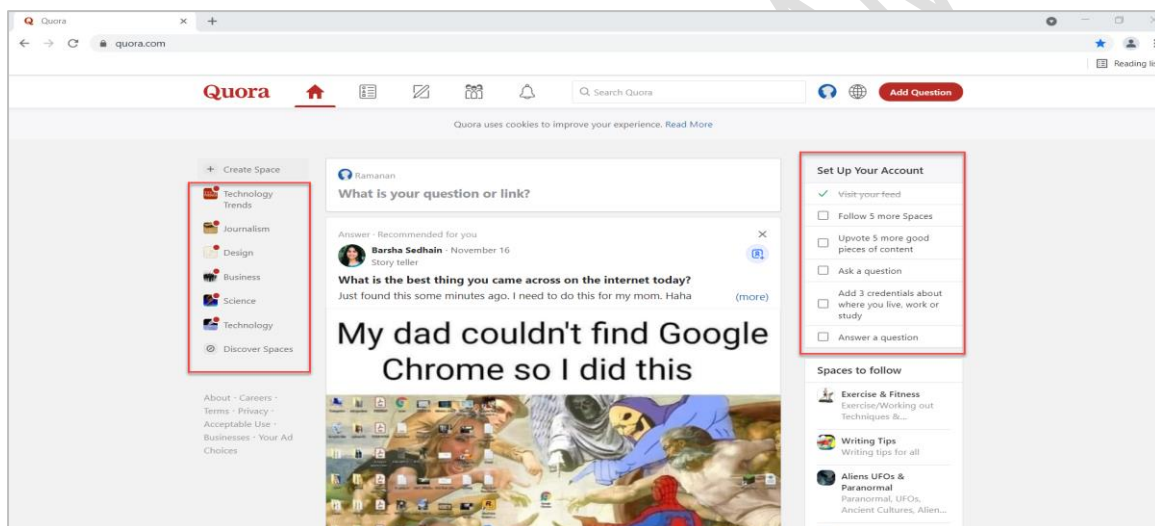 Quora
quora.com
Reading lis
Quora
Search Quora
Add Question
Quora uses cookies to improve your experience. Read More
Create Space
Technology
Trends
Journalism
Design
Business
Science
Technology
Discover Spaces
About · Careers ·
Terms · Privacy ·
Acceptable Use ·
Businesses · Your Ad
Choices
Ramanan
What is your question or link?
Answer · Recommended for you
Barsha Sedhain · November 16
Story teller
What is the best thing you came across on the internet today?
Just found this some minutes ago. I need to do this for my mom. Haha (more)
My dad couldn't find Google
Chrome so I did this
Set Up Your Account
Visit your feed
Follow 5 more Spaces
Upvote 5 more good
pieces of content
Ask a question
Add 3 credentials about
where you live, work or
study
Answer a question
Spaces to follow
Exercise & Fitness
Exercise/Working out
Techniques &...
Writing Tips
Writing tips for all
Aliens UFOs &
Paranormal
Paranormal, UFOs,
Ancient Cultures, Alien...